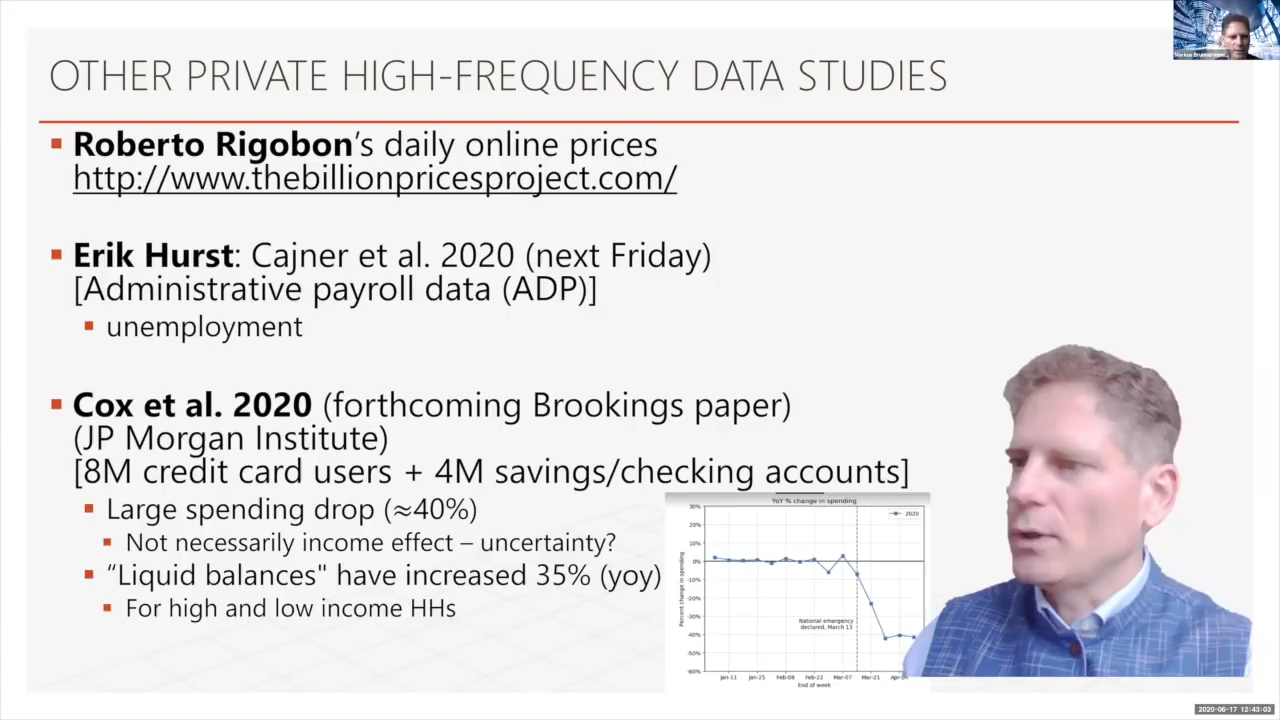 Markus Brunnermeie...
OTHER PRIVATE HIGH-FREQUENCY DATA STUDIES
▪ Roberto Rigobon's daily online prices
http://www.thebillionpricesproject.com/
▪ Erik Hurst: Cajner et al. 2020 (next Friday)
[Administrative payroll data (ADP)]
▪ unemployment
▪ Cox et al. 2020 (forthcoming Brookings paper)
(JP Morgan Institute)
[8M credit card users + 4M savings/checking accounts]
▪ Large spending drop (≈40%)
▪ Not necessarily income effect – uncertainty?
▪ “Liquid balances" have increased 35% (yoy)
▪ For high and low income HHs
YoY % change in spending
2020
Percent change in spending
30%
20%
10%
0%
-10%
-20%
-30%
-40%
-50%
-60%
National emergency
declared, March 13
Jan-11 Jan-25 Feb-08 Feb-22 Mar-07 Mar-21
End of week
2020-06-17 12:43:03